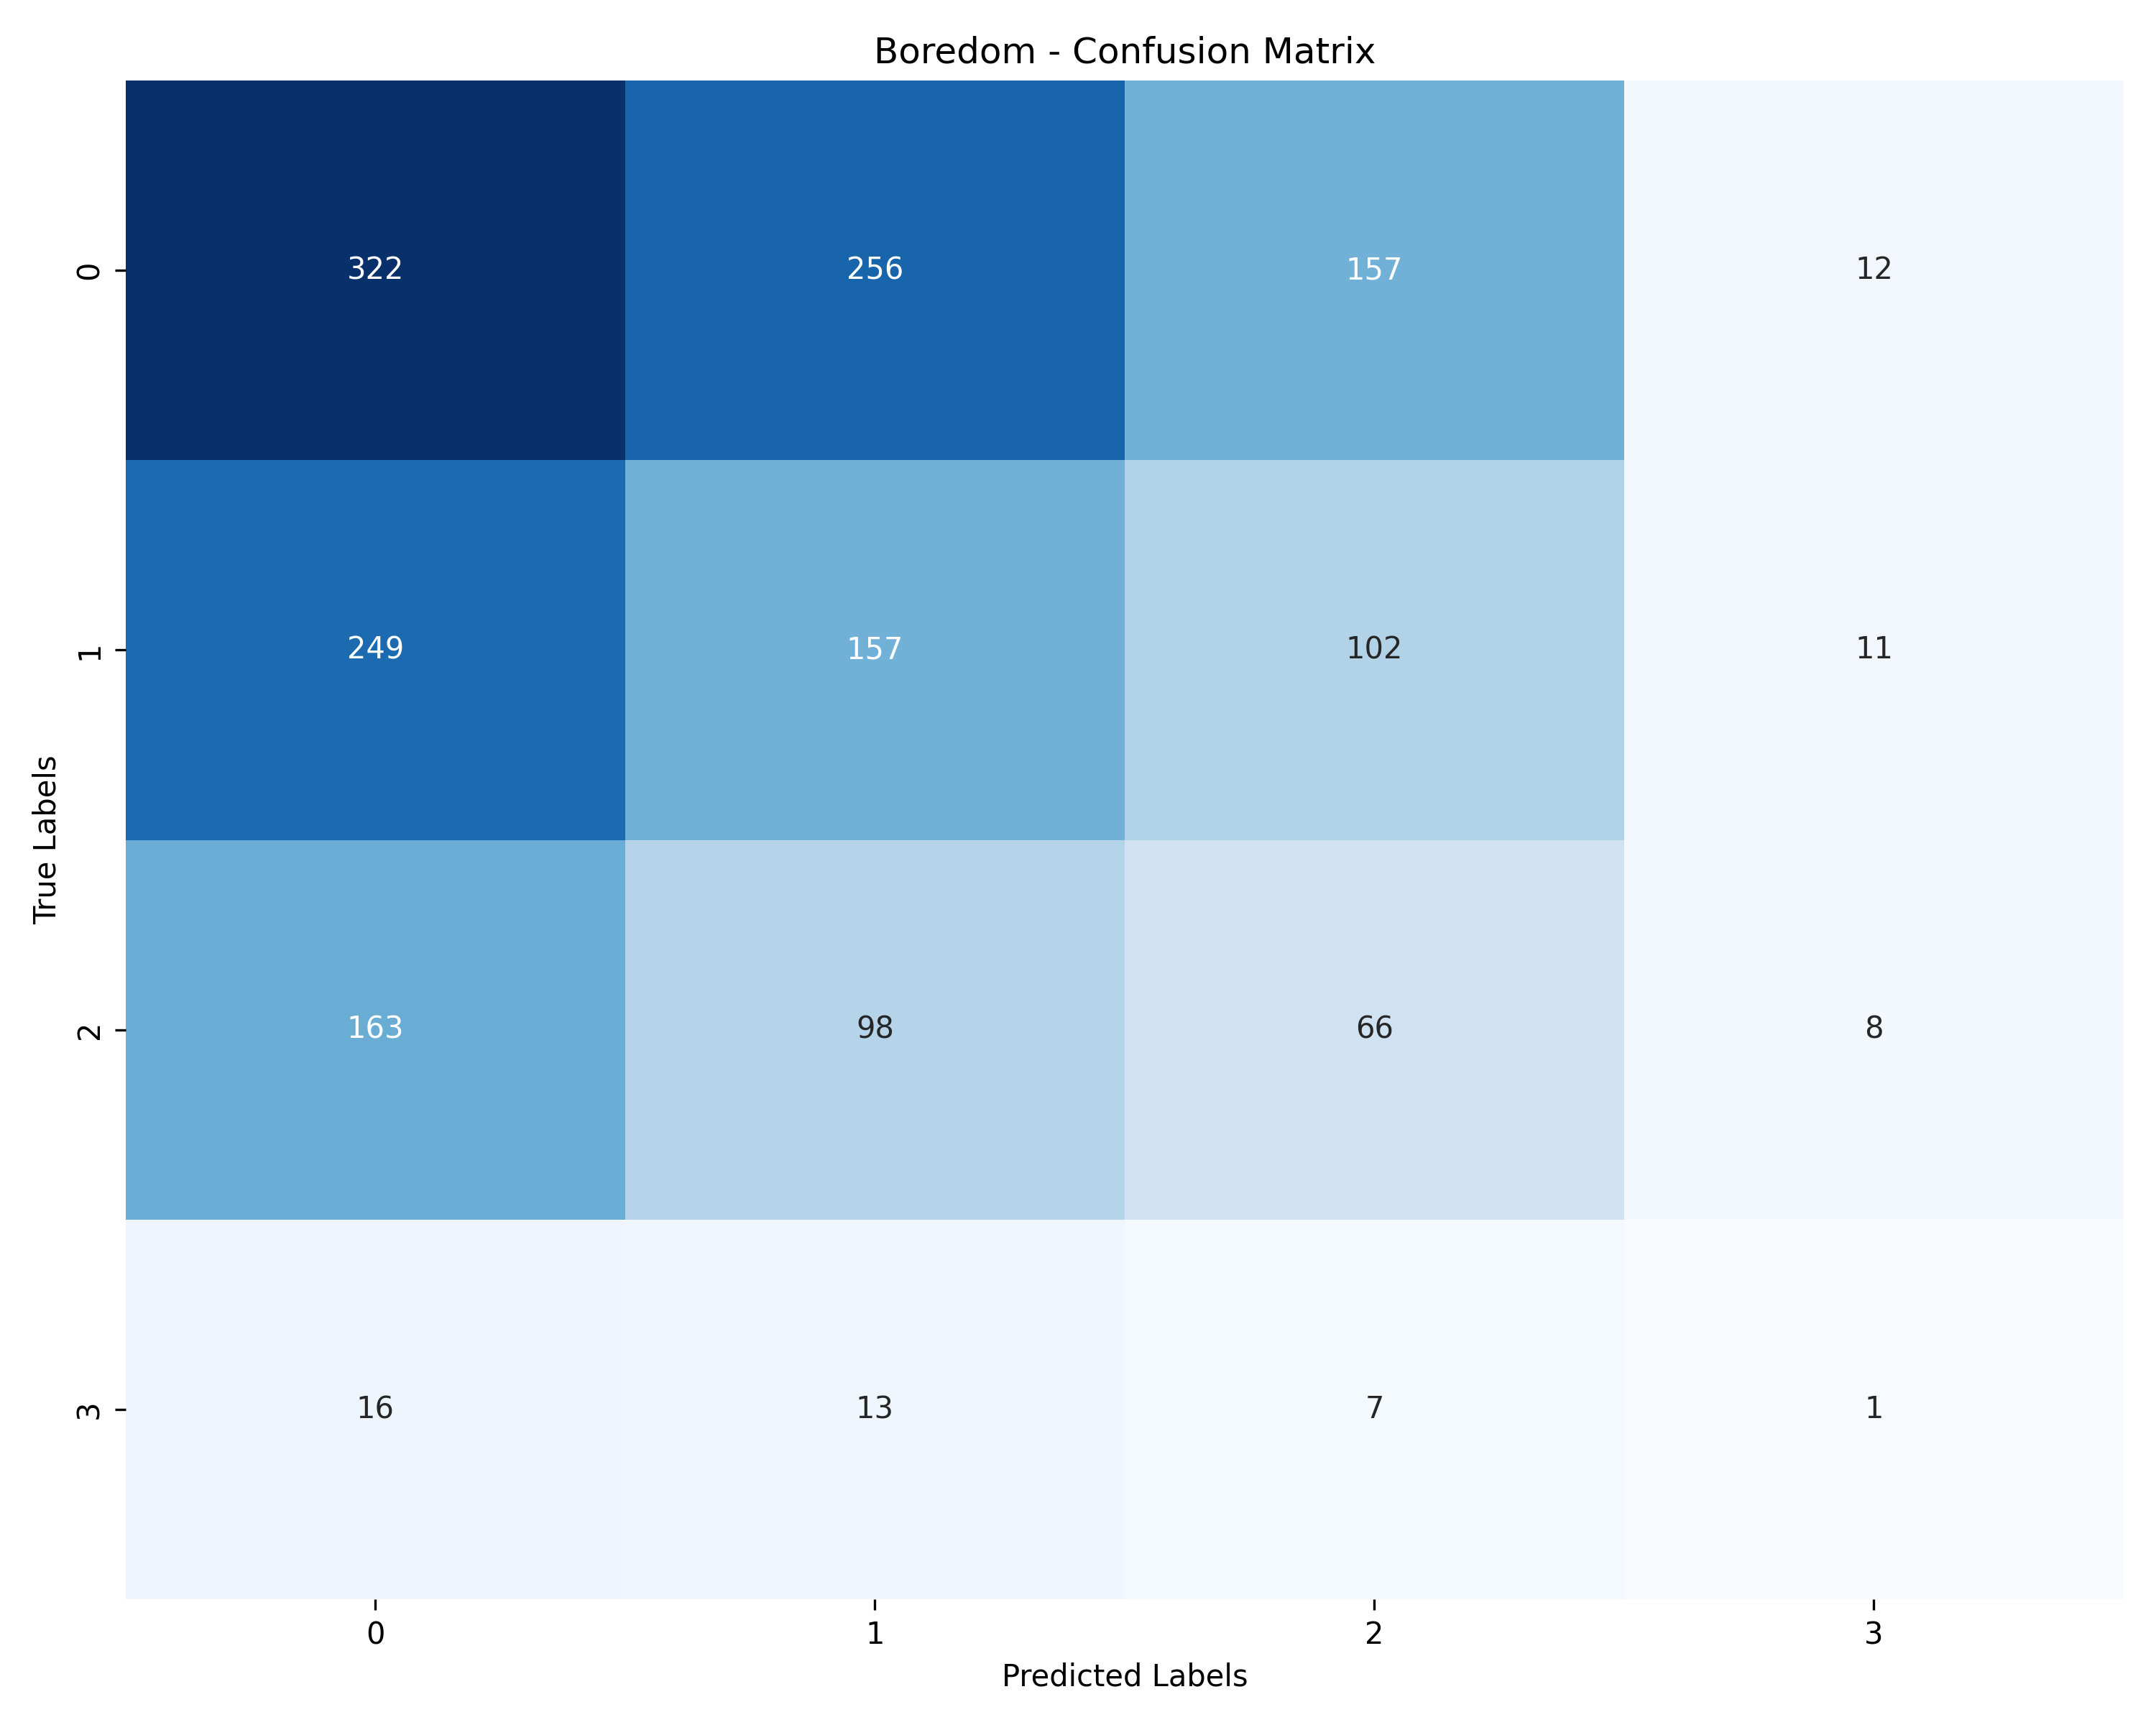 Boredom - Confusion Matrix
True Labels
0 322 256 157 12
1 249 157 102 11
2 163 98 66 8
3 16 13 7 1
0 1 2 3
Predicted Labels